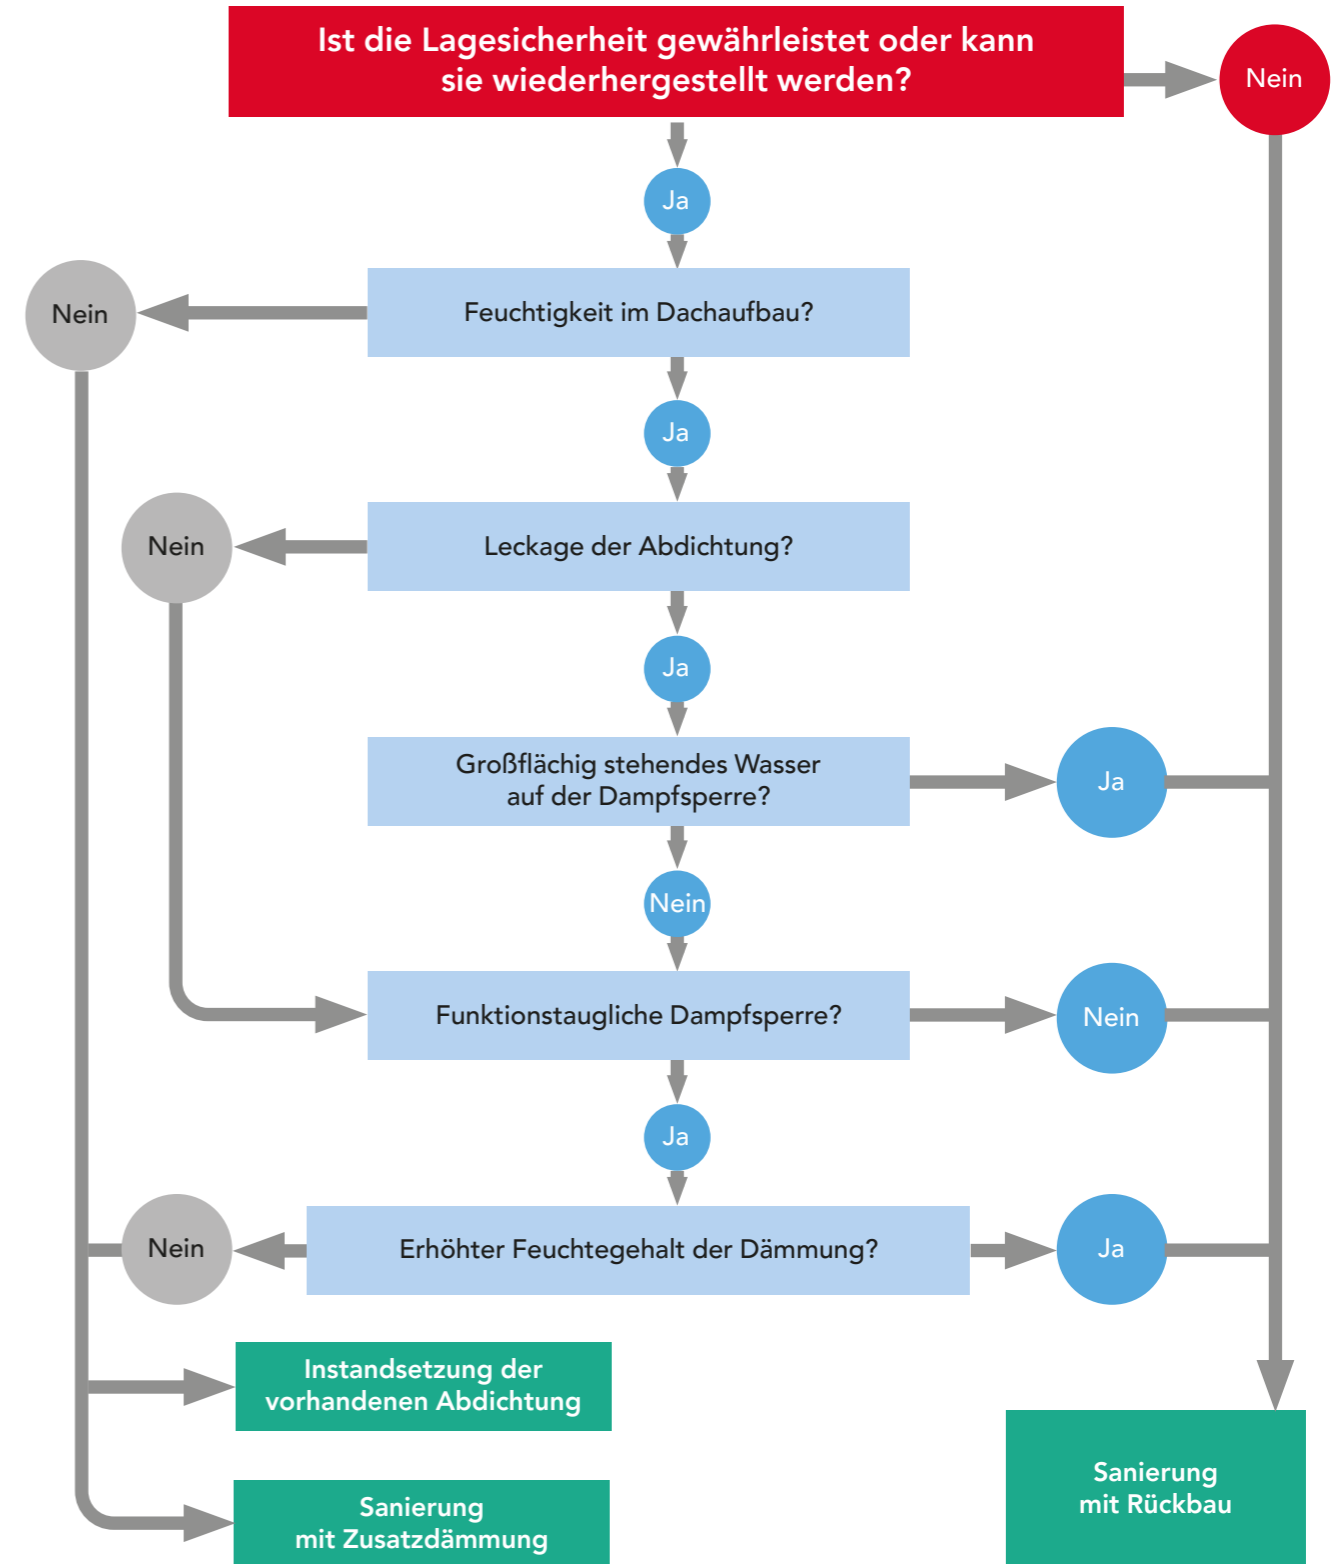 Ist die Lagesicherheit gewährleistet oder kann
sie wiederhergestellt werden?
Nein
Ja
Feuchtigkeit im Dachaufbau?
Nein
Ja
Leckage der Abdichtung?
Nein
Ja
Großflächig stehendes Wasser
auf der Dampfsperre?
Ja
Nein
Funktionstaugliche Dampfsperre?
Nein
Ja
Nein
Erhöhter Feuchtegehalt der Dämmung?
Ja
Instandsetzung der
vorhandenen Abdichtung
Sanierung
mit Zusatzdämmung
Sanierung
mit Rückbau